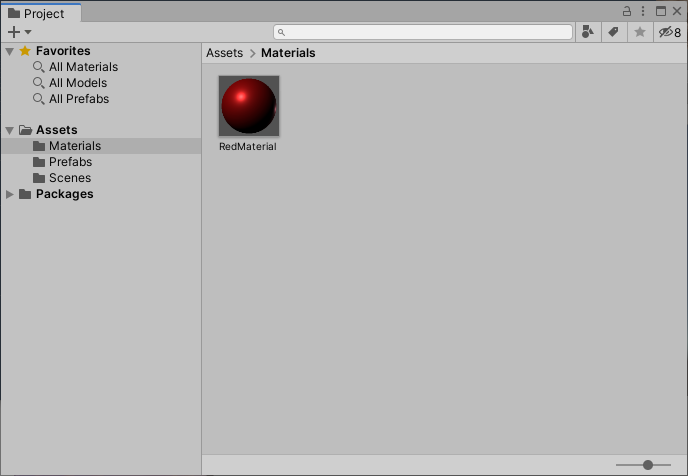 Project
8
Favorites
All Materials
All Models
All Prefabs
Assets
Materials
Prefabs
Scenes
Packages
Assets > Materials
RedMaterial